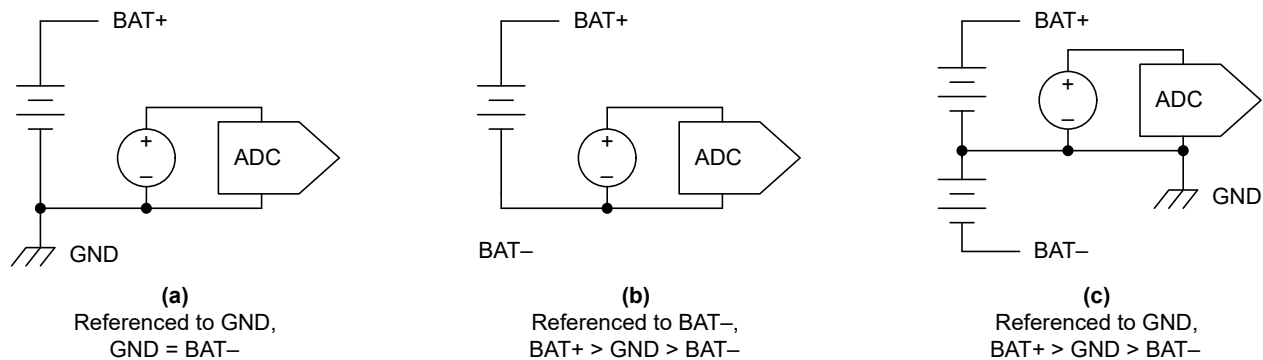 BAT+
+
–
ADC
GND
(a)
Referenced to GND,
GND = BAT–
BAT+
+
–
ADC
BAT–
(b)
Referenced to BAT–,
BAT+ > GND > BAT–
BAT+
+
–
ADC
GND
BAT–
(c)
Referenced to GND,
BAT+ > GND > BAT–